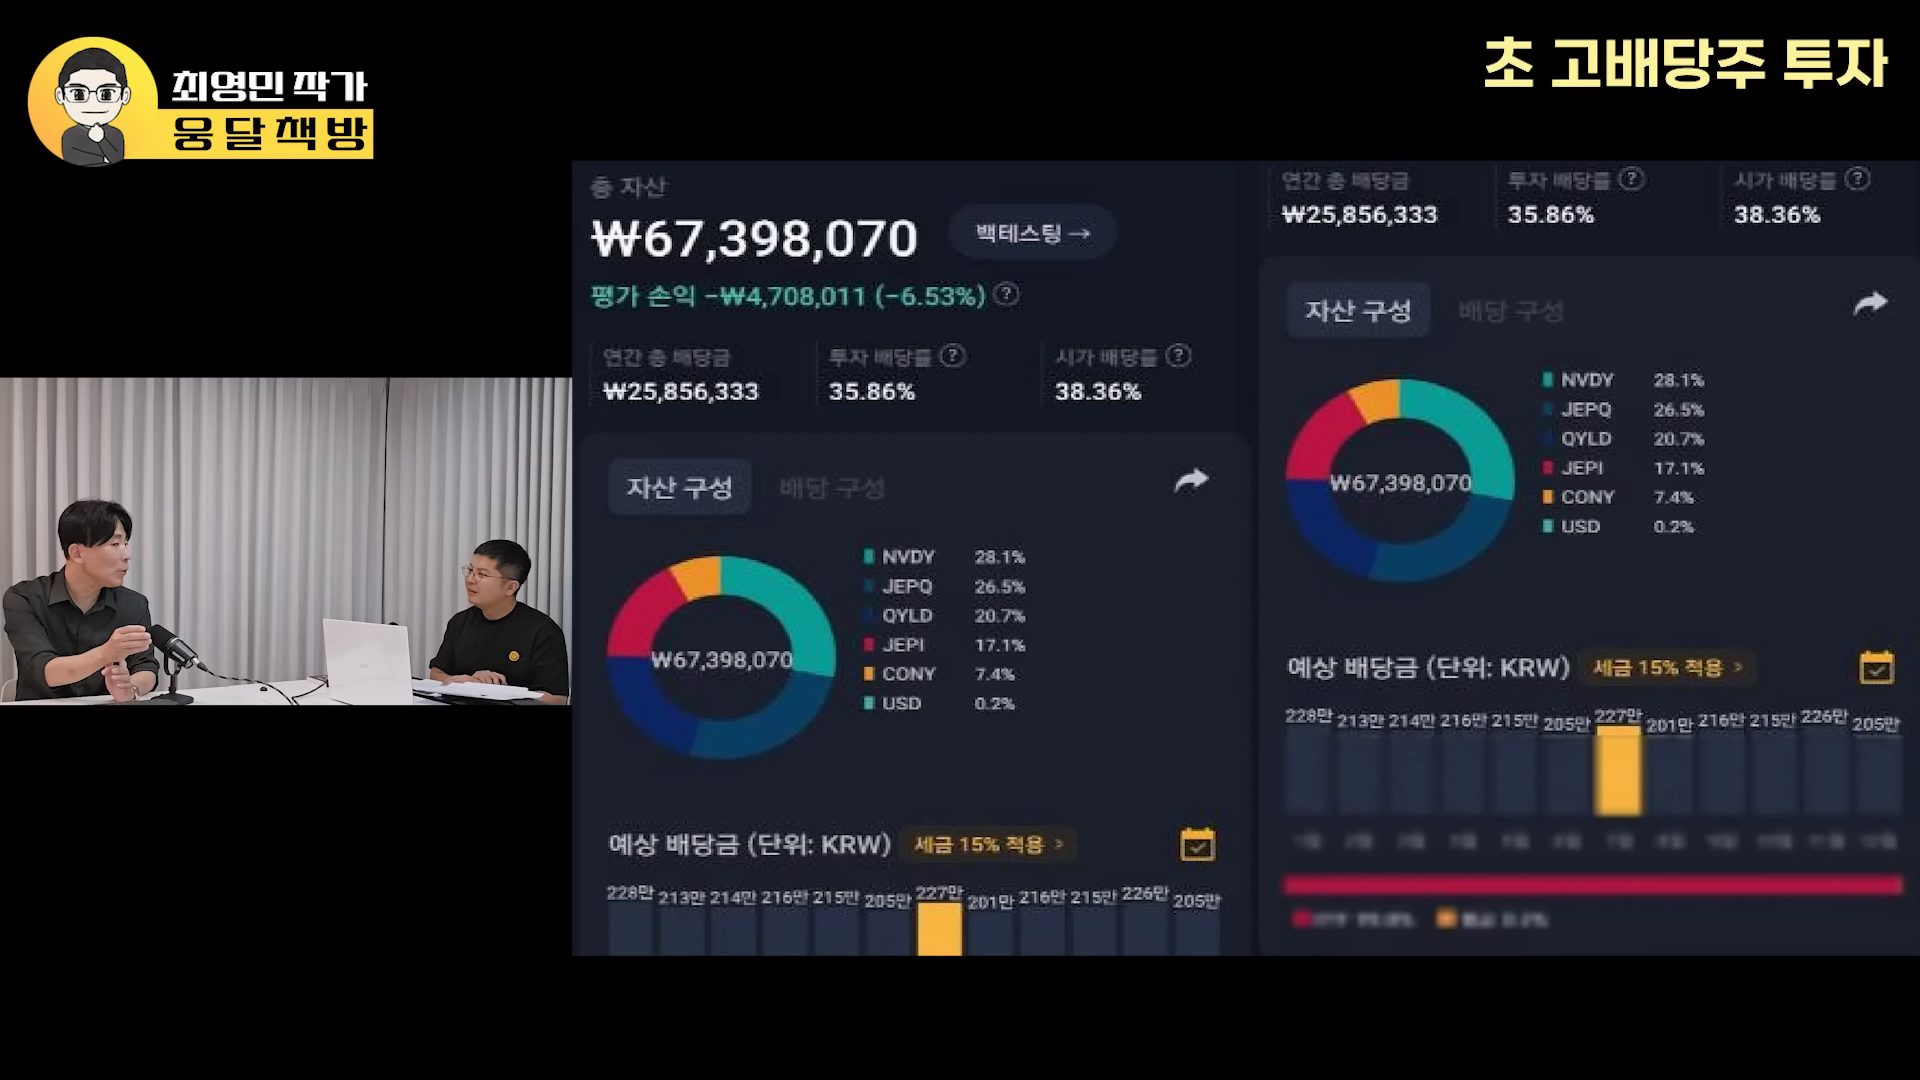 최영민 작가
웅달책방
초 고배당주 투자
총 자산
₩67,398,070
백테스팅 →
평가 손익 -₩4,708,011 (-6.53%) ?
연간 총 배당금
₩25,856,333
투자 배당률 ?
35.86%
시가 배당률 ?
38.36%
자산 구성
배당 구성
₩67,398,070
NVDY 28.1%
JEPQ 26.5%
QYLD 20.7%
JEPI 17.1%
CONY 7.4%
USD 0.2%
예상 배당금 (단위: KRW)
세금 15% 적용 >
228만 213만 214만 216만 215만 205만 227만 201만 216만 215만 226만 205만
연간 총 배당금
₩25,856,333
투자 배당률 ?
35.86%
시가 배당률 ?
38.36%
자산 구성
배당 구성
₩67,398,070
NVDY 28.1%
JEPQ 26.5%
QYLD 20.7%
JEPI 17.1%
CONY 7.4%
USD 0.2%
예상 배당금 (단위: KRW)
세금 15% 적용 >
228만 213만 214만 216만 215만 205만 227만 201만 216만 215만 226만 205만